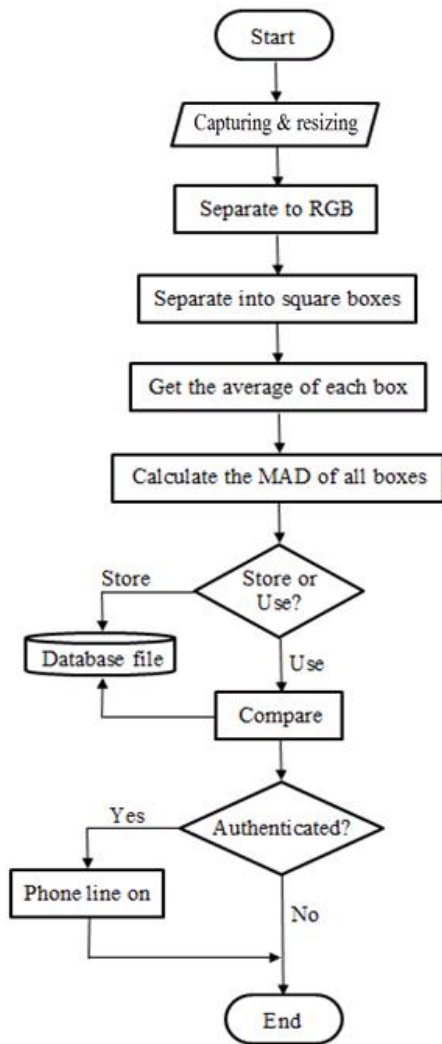 Start
Capturing & resizing
Separate to RGB
Separate into square boxes
Get the average of each box
Calculate the MAD of all boxes
Store
Store or
Use?
Database file
Use
Compare
Yes
Authenticated?
Phone line on
No
End